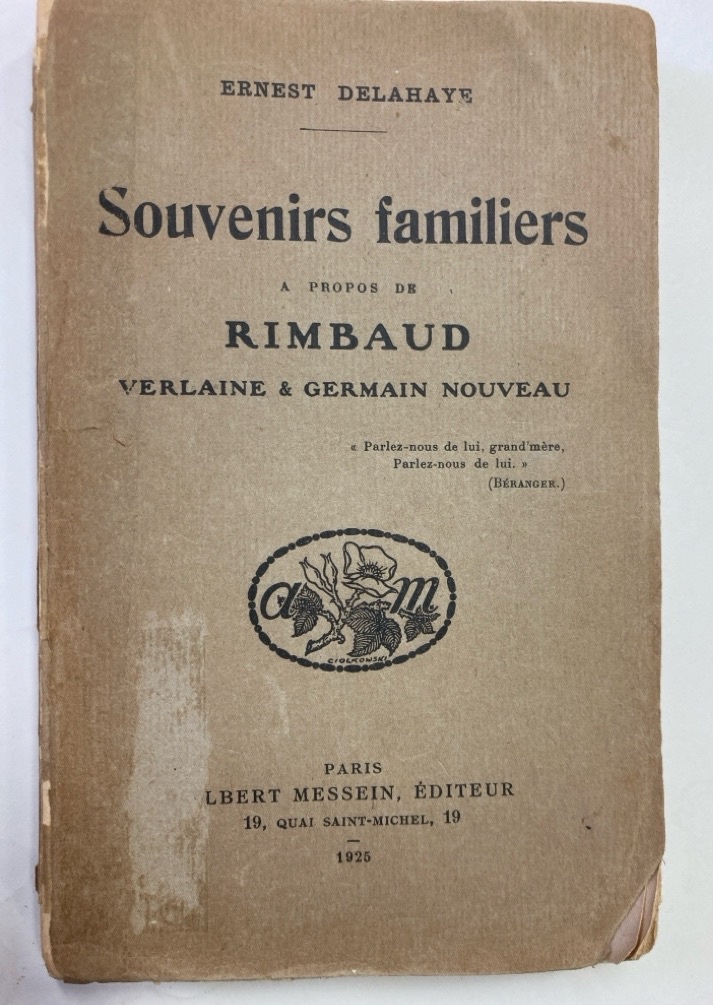 ERNEST DELAHAYE
Souvenirs familiers
A PROPOS DE
RIMBAUD
VERLAINE & GERMAIN NOUVEAU
« Parlez-nous de lui, grand'mère,
Parlez-nous de lui. »
(BÉRANGER.)
a m
CIOLKOWSKI
PARIS
LBERT MESSEIN, ÉDITEUR
19, QUAI SAINT-MICHEL, 19
1925